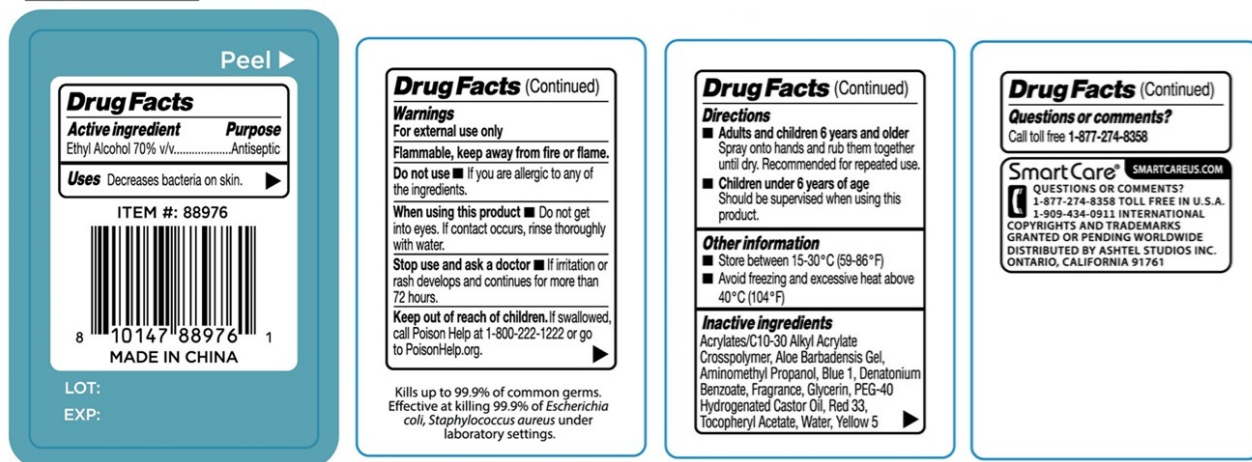 Peel ▶
Drug Facts
Active ingredient Purpose
Ethyl Alcohol 70% v/v...................Antiseptic
Uses Decreases bacteria on skin. ▶
ITEM #: 88976
8 10147 88976 1
MADE IN CHINA
LOT:
EXP:
Drug Facts (Continued)
Warnings
For external use only
Flammable, keep away from fire or flame.
Do not use ■ If you are allergic to any of
the ingredients.
When using this product ■ Do not get
into eyes. If contact occurs, rinse thoroughly
with water.
Stop use and ask a doctor ■ If irritation or
rash develops and continues for more than
72 hours.
Keep out of reach of children. If swallowed,
call Poison Help at 1-800-222-1222 or go
to PoisonHelp.org. ▶
Kills up to 99.9% of common germs.
Effective at killing 99.9% of Escherichia
coli, Staphylococcus aureus under
laboratory settings.
Drug Facts (Continued)
Directions
■ Adults and children 6 years and older
Spray onto hands and rub them together
until dry. Recommended for repeated use.
■ Children under 6 years of age
Should be supervised when using this
product.
Other information
■ Store between 15-30°C (59-86°F)
■ Avoid freezing and excessive heat above
40°C (104°F)
Inactive ingredients
Acrylates/C10-30 Alkyl Acrylate
Crosspolymer, Aloe Barbadensis Gel,
Aminomethyl Propanol, Blue 1, Denatonium
Benzoate, Fragrance, Glycerin, PEG-40
Hydrogenated Castor Oil, Red 33,
Tocopheryl Acetate, Water, Yellow 5 ▶
Drug Facts (Continued)
Questions or comments?
Call toll free 1-877-274-8358
Smart Care® SMARTCAREUS.COM
QUESTIONS OR COMMENTS?
1-877-274-8358 TOLL FREE IN U.S.A.
1-909-434-0911 INTERNATIONAL
COPYRIGHTS AND TRADEMARKS
GRANTED OR PENDING WORLDWIDE
DISTRIBUTED BY ASHTEL STUDIOS INC.
ONTARIO, CALIFORNIA 91761